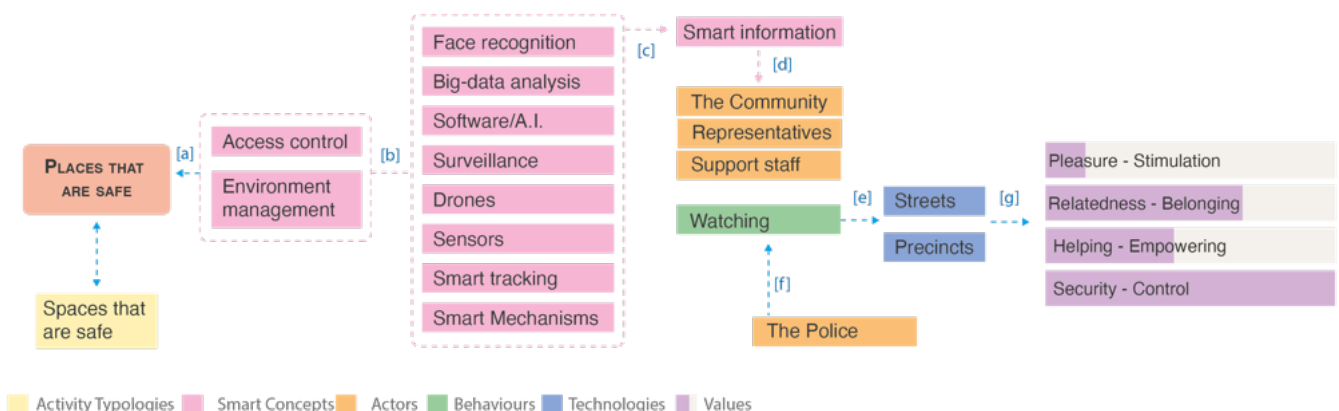 PLACES THAT
ARE SAFE
Spaces that
are safe
[a]
Access control
Environment
management
[b]
Face recognition
Big-data analysis
Software/A.I.
Surveillance
Drones
Sensors
Smart tracking
Smart Mechanisms
[c]
Smart information
[d]
The Community
Representatives
Support staff
Watching
[e]
[f]
The Police
Streets
Precincts
[g]
Pleasure - Stimulation
Relatedness - Belonging
Helping - Empowering
Security - Control
Activity Typologies
Smart Concepts
Actors
Behaviours
Technologies
Values